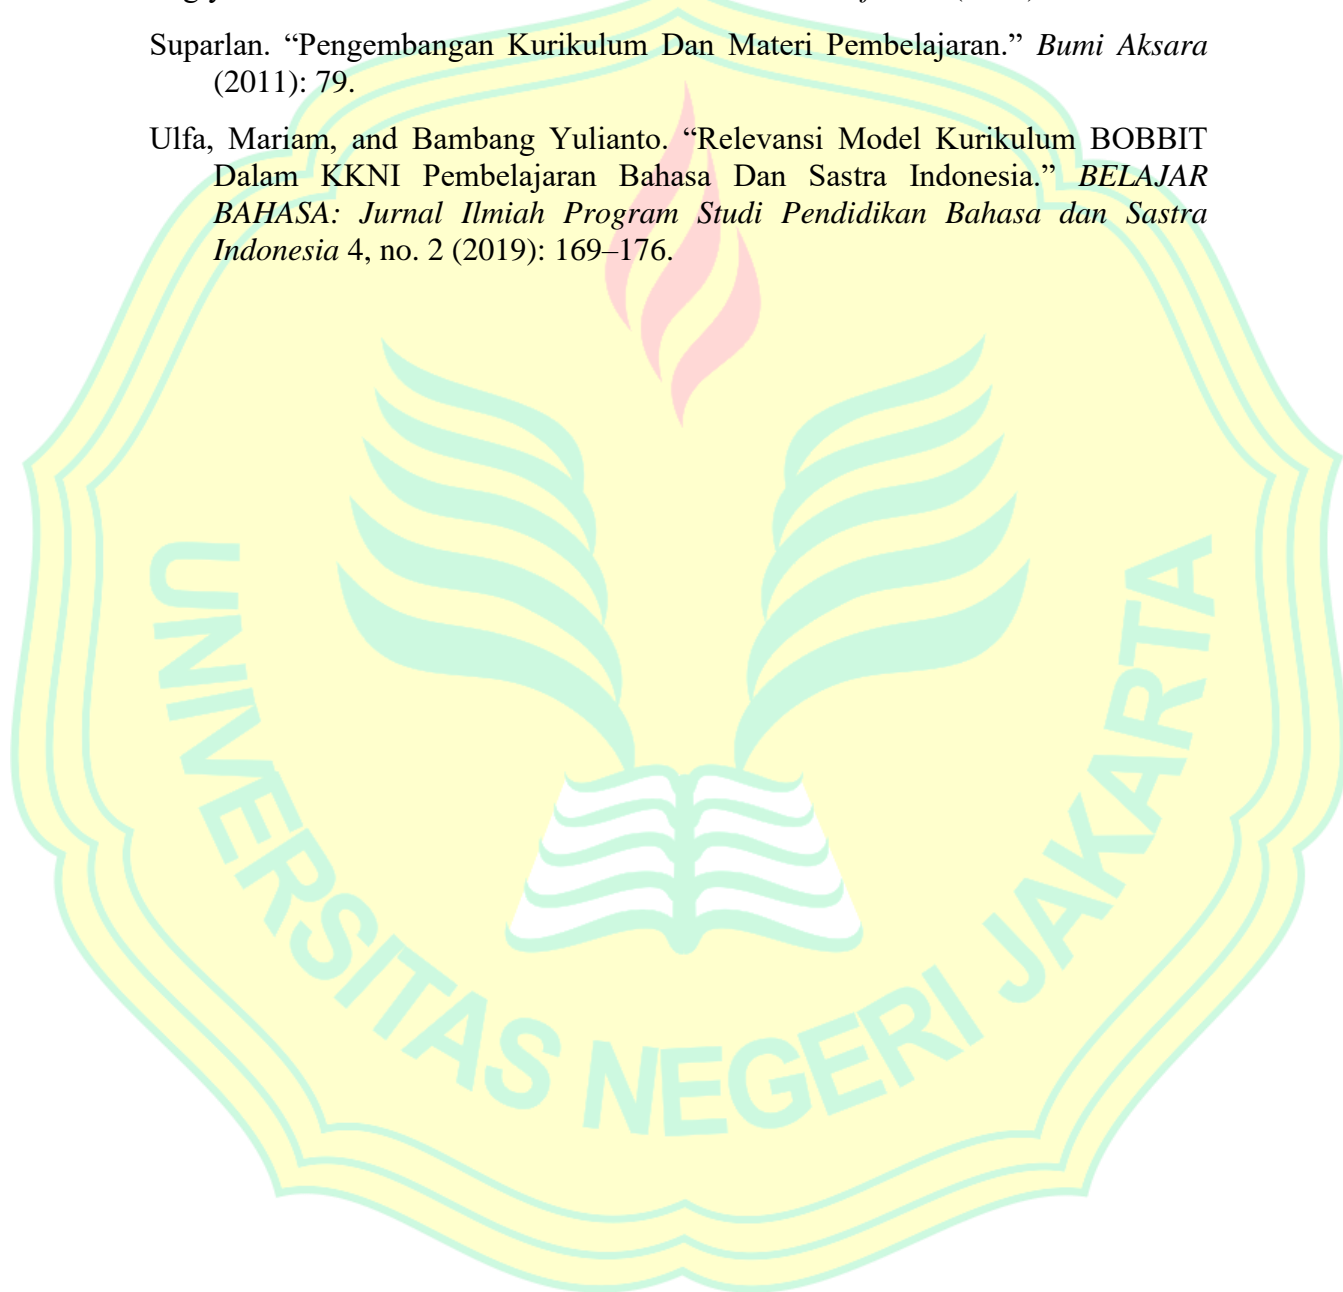 Suparlan. “Pengembangan Kurikulum Dan Materi Pembelajaran.” Bumi Aksara
(2011): 79.
Ulfa, Mariam, and Bambang Yulianto. “Relevansi Model Kurikulum BOBBIT
Dalam KKNI Pembelajaran Bahasa Dan Sastra Indonesia.” BELAJAR
BAHASA: Jurnal Ilmiah Program Studi Pendidikan Bahasa dan Sastra
Indonesia 4, no. 2 (2019): 169–176.
UNIVERSITAS NEGERI JAKARTA